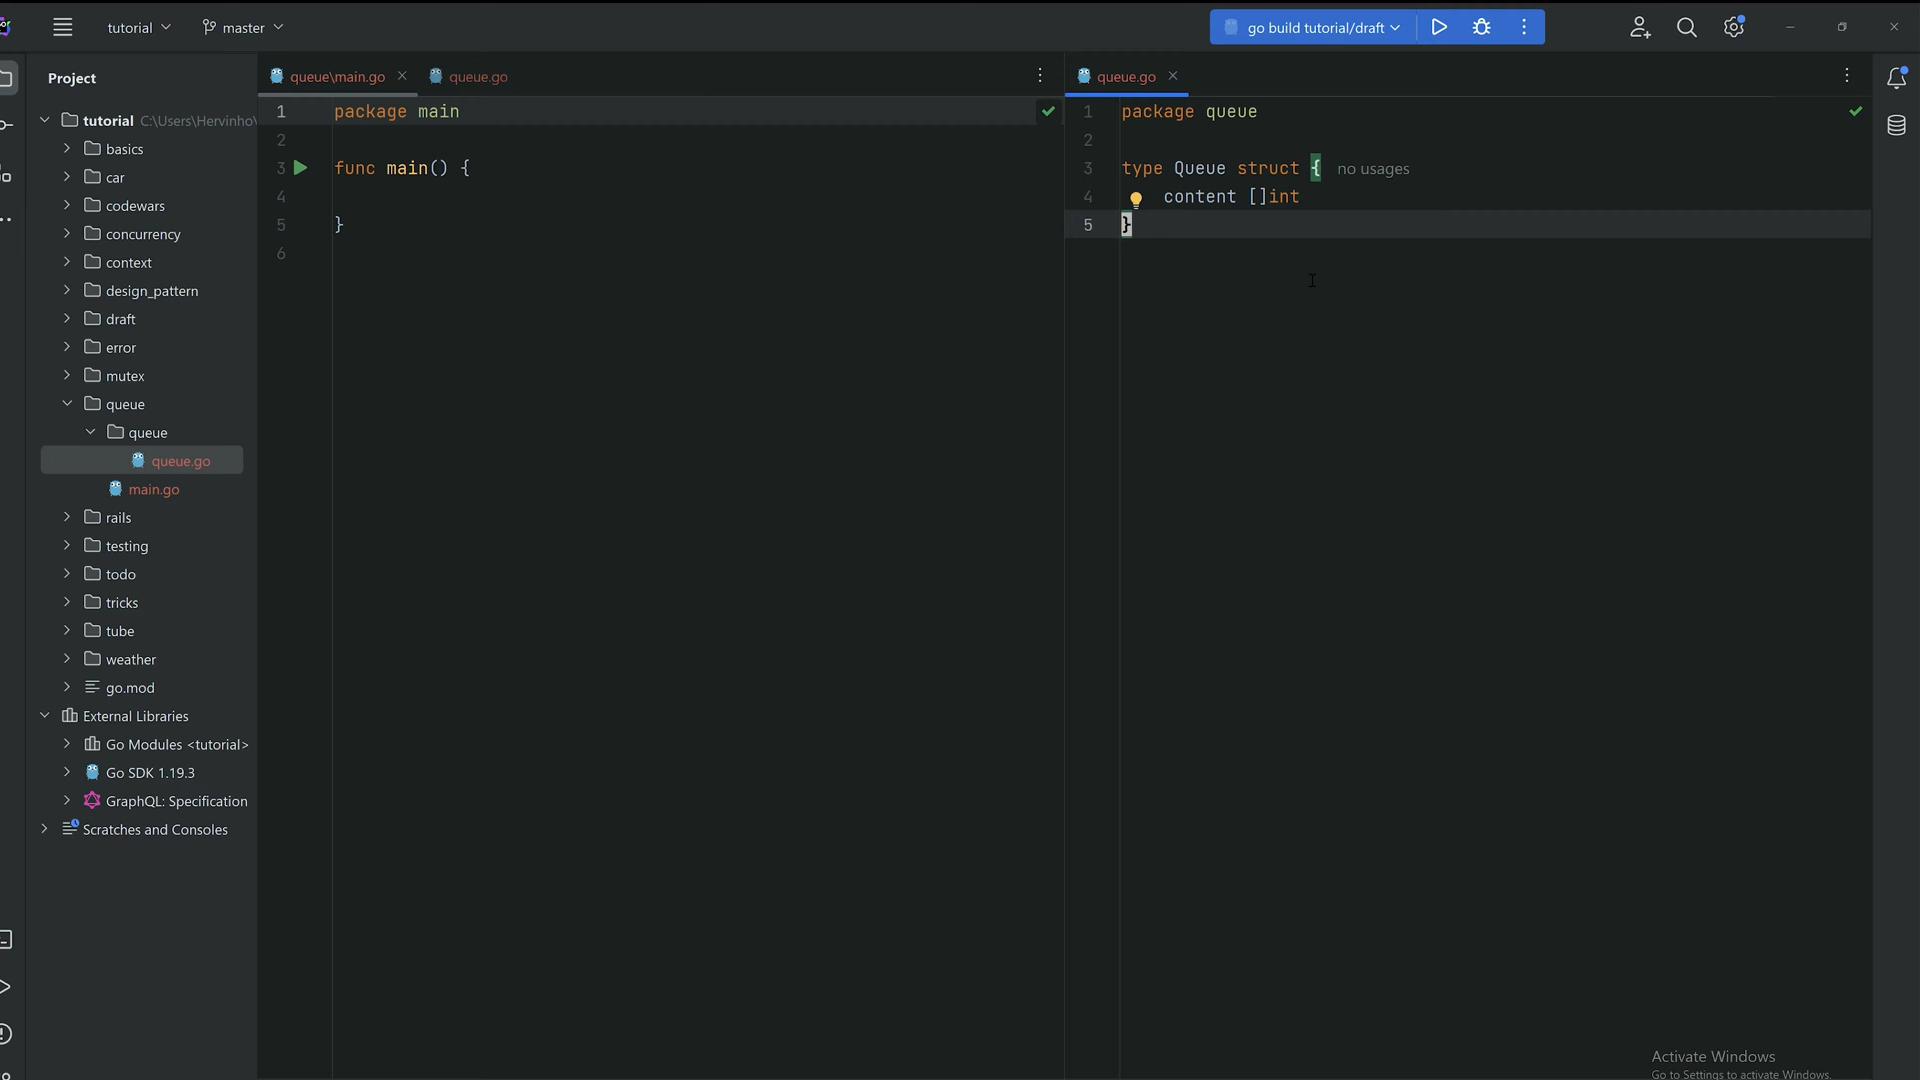 tutorial
master
go build tutorial/draft
Project
tutorial C:\Users\Hervinho\
basics
car
codewars
concurrency
context
design_pattern
draft
error
mutex
queue
queue
queue.go
main.go
rails
testing
todo
tricks
tube
weather
go.mod
External Libraries
Go Modules <tutorial>
Go SDK 1.19.3
GraphQL: Specification
Scratches and Consoles
queue\main.go
queue.go
1 package main
2
3 func main() {
4
5 }
6
queue.go
1 package queue
2
3 type Queue struct { no usages
4 content []int
5 }
Activate Windows
Go to Settings to activate Windows.